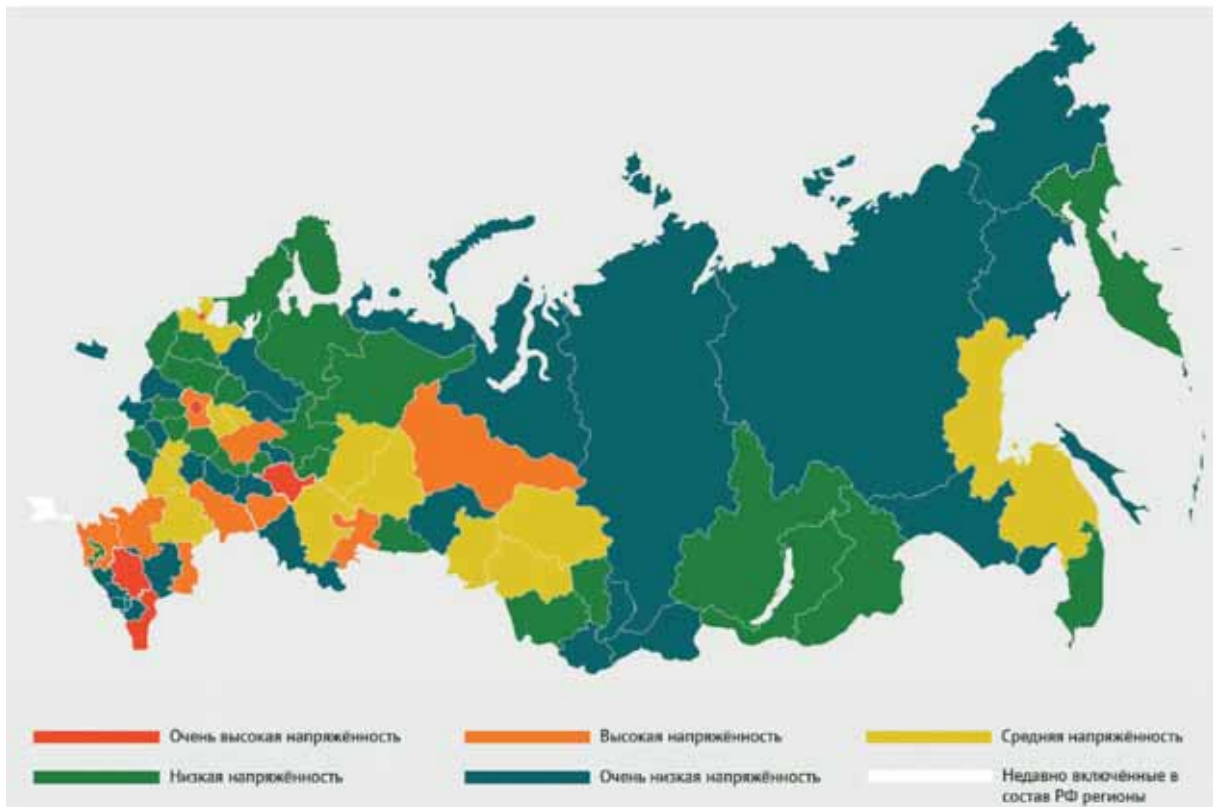 Очень высокая напряжённость
Высокая напряжённость
Средняя напряжённость
Низкая напряжённость
Очень низкая напряжённость
Недавно включённые в
состав РФ регионы